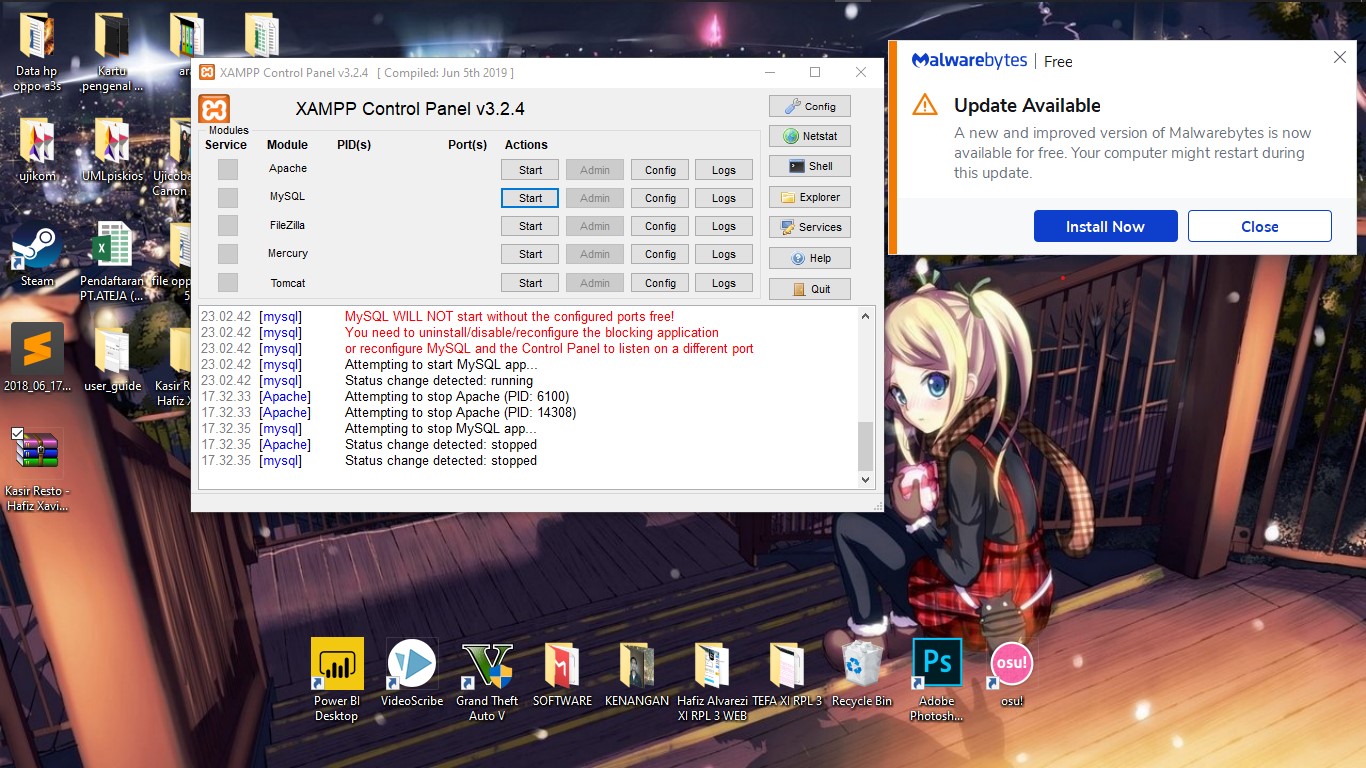 Data hp
oppo a3s
Kartu
pengenal ...
ujikom
UMLpiskios
Ujicoba
Canon
Steam
Pendaftaran
PT.ATEJA (...
file opp
5
2018_06_17...
user_guide
Kasir R
Hafiz X
Kasir Resto -
Hafiz Xavi...
XAMPP Control Panel v3.2.4 [ Compiled: Jun 5th 2019 ]
XAMPP Control Panel v3.2.4
Config
Modules
Service Module PID(s) Port(s) Actions
Netstat
Apache Start Admin Config Logs
Shell
MySQL Start Admin Config Logs
Explorer
FileZilla Start Admin Config Logs
Services
Mercury Start Admin Config Logs
Help
Tomcat Start Admin Config Logs
Quit
23.02.42 [mysql] MySQL WILL NOT start without the configured ports free!
23.02.42 [mysql] You need to uninstall/disable/reconfigure the blocking application
23.02.42 [mysql] or reconfigure MySQL and the Control Panel to listen on a different port
23.02.42 [mysql] Attempting to start MySQL app...
23.02.42 [mysql] Status change detected: running
17.32.33 [Apache] Attempting to stop Apache (PID: 6100)
17.32.33 [Apache] Attempting to stop Apache (PID: 14308)
17.32.35 [mysql] Attempting to stop MySQL app...
17.32.35 [Apache] Status change detected: stopped
17.32.35 [mysql] Status change detected: stopped
Malwarebytes | Free
Update Available
A new and improved version of Malwarebytes is now
available for free. Your computer might restart during
this update.
Install Now Close
Power BI
Desktop
VideoScribe
Grand Theft
Auto V
SOFTWARE
KENANGAN
Hafiz Alvarezi
XI RPL 3 WEB
TEFA XI RPL 3
Recycle Bin
Ps
Adobe
Photosh...
osu!
osu!